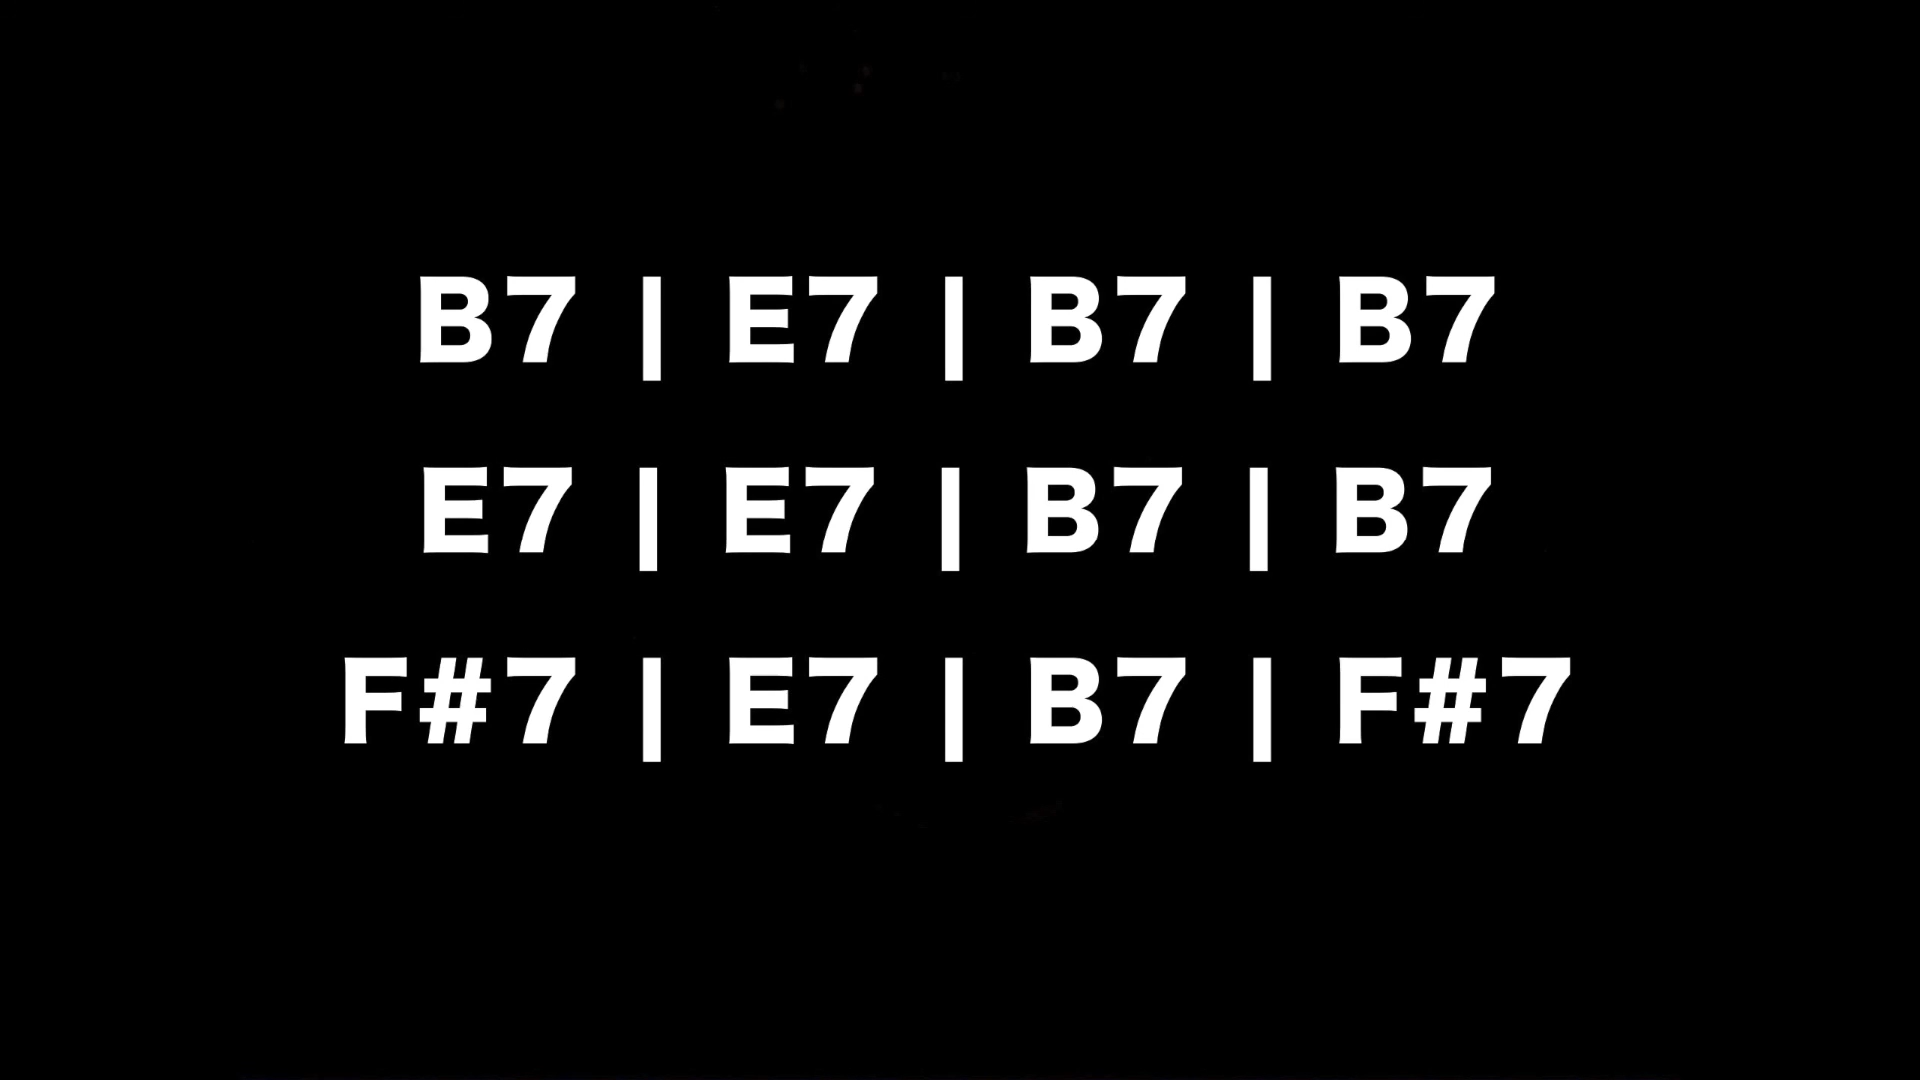 B7 | E7 | B7 | B7
E7 | E7 | B7 | B7
F#7 | E7 | B7 | F#7